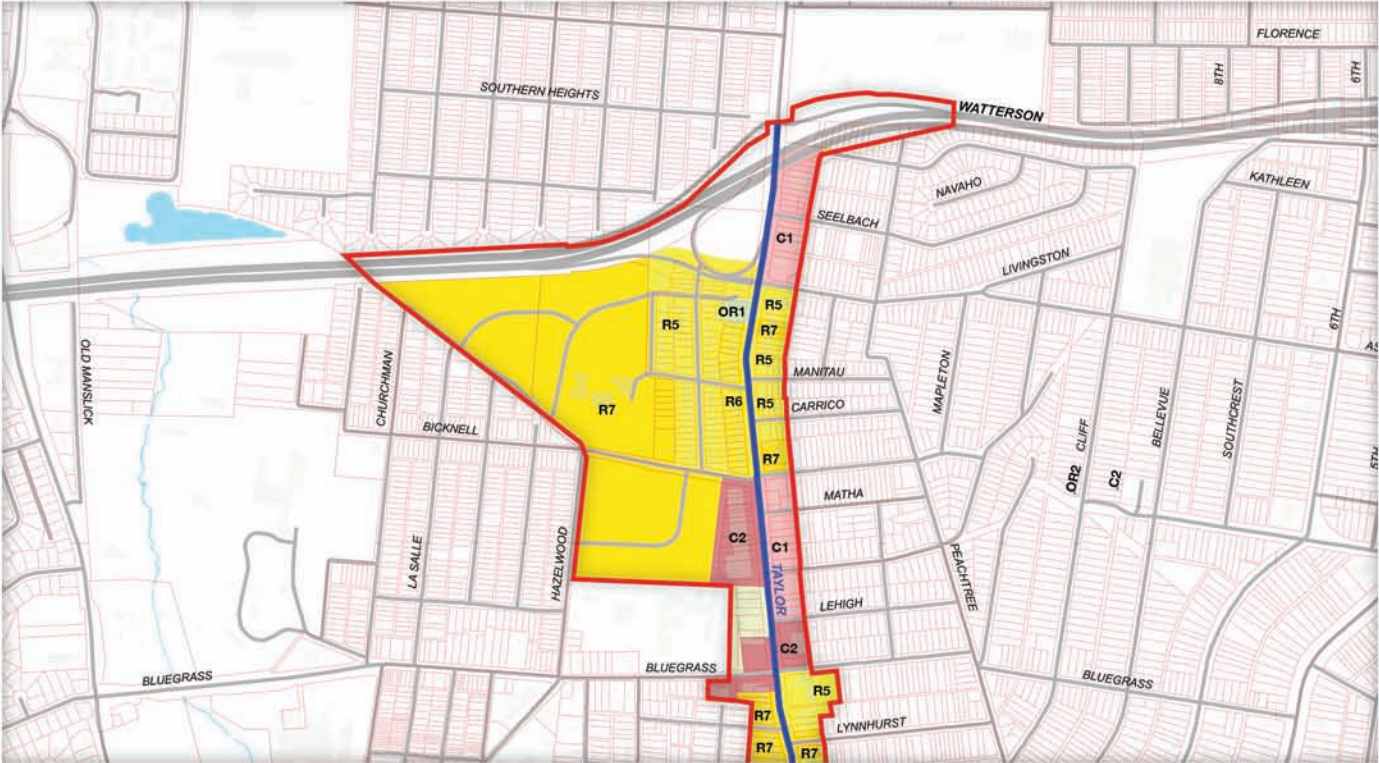 FLORENCE
8TH
6TH
SOUTHERN HEIGHTS
WATTERSON
KATHLEEN
NAVAHO
SEELBACH
C1
LIVINGSTON
R5
OR1
R5
R7
6TH
AS
OLD MANSLICK
CHURCHMAN
R5
MANITAU
MAPLETON
R7
R6
R5
CARRICO
BELLEVUE
SOUTHCREST
BICKNELL
CLIFF
R7
OR2
C2
5TH
MATHA
C2
C1
LA SALLE
HAZELWOOD
TAYLOR
PEACHTREE
LEHIGH
C2
BLUEGRASS
BLUEGRASS
BLUEGRASS
R5
R7
LYNNHURST
R7
R7